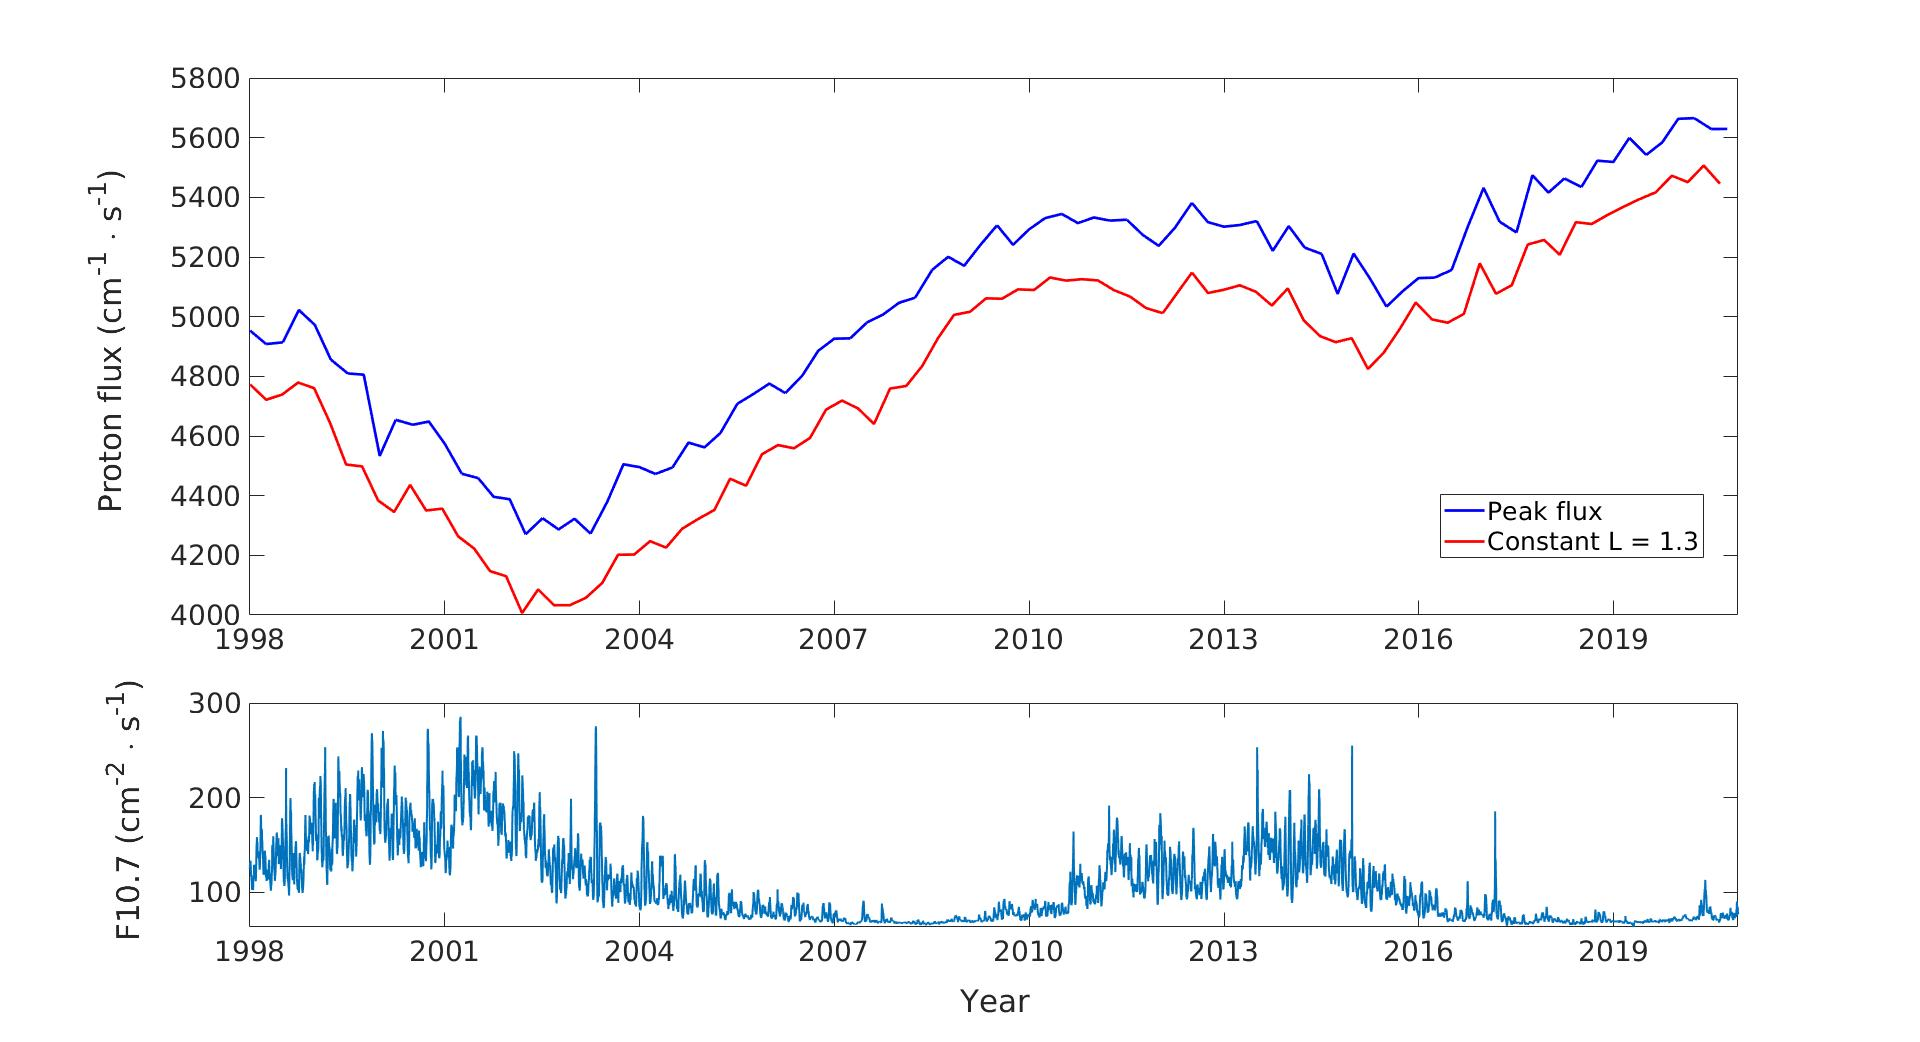 5800
5600
5400
5200
5000
4800
4600
4400
4200
4000
Proton flux (cm⁻¹ · s⁻¹)
Peak flux
Constant L = 1.3
1998 2001 2004 2007 2010 2013 2016 2019
300
200
100
F10.7 (cm⁻² · s⁻¹)
1998 2001 2004 2007 2010 2013 2016 2019
Year